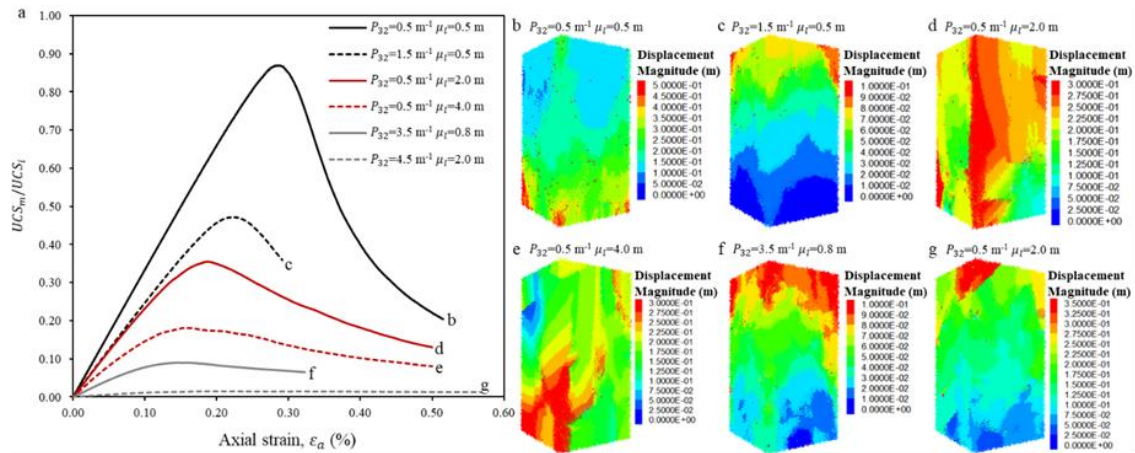 a
1.00
0.90
0.80
0.70
0.60
0.50
0.40
0.30
0.20
0.10
0.00
UCS_m/UCS_i
P₃₂=0.5 m⁻¹ μ_l=0.5 m
P₃₂=1.5 m⁻¹ μ_l=0.5 m
P₃₂=0.5 m⁻¹ μ_l=2.0 m
P₃₂=0.5 m⁻¹ μ_l=4.0 m
P₃₂=3.5 m⁻¹ μ_l=0.8 m
P₃₂=4.5 m⁻¹ μ_l=2.0 m
c
b
d
e
f
g
0.00 0.10 0.20 0.30 0.40 0.50 0.60
Axial strain, ε_a (%)
b P₃₂=0.5 m⁻¹ μ_l=0.5 m
Displacement
Magnitude (m)
5.0000E-01
4.5000E-01
4.0000E-01
3.5000E-01
3.0000E-01
2.5000E-01
2.0000E-01
1.5000E-01
1.0000E-01
5.0000E-02
0.0000E+00
c P₃₂=1.5 m⁻¹ μ_l=0.5 m
Displacement
Magnitude (m)
1.0000E-01
9.0000E-02
8.0000E-02
7.0000E-02
6.0000E-02
5.0000E-02
4.0000E-02
3.0000E-02
2.0000E-02
1.0000E-02
0.0000E+00
d P₃₂=0.5 m⁻¹ μ_l=2.0 m
Displacement
Magnitude (m)
3.0000E-01
2.7500E-01
2.5000E-01
2.2500E-01
2.0000E-01
1.7500E-01
1.5000E-01
1.2500E-01
1.0000E-01
7.5000E-02
5.0000E-02
2.5000E-02
0.0000E+00
e P₃₂=0.5 m⁻¹ μ_l=4.0 m
Displacement
Magnitude (m)
3.0000E-01
2.7500E-01
2.5000E-01
2.2500E-01
2.0000E-01
1.7500E-01
1.5000E-01
1.2500E-01
1.0000E-01
7.5000E-02
5.0000E-02
2.5000E-02
0.0000E+00
f P₃₂=3.5 m⁻¹ μ_l=0.8 m
Displacement
Magnitude (m)
1.0000E-01
9.0000E-02
8.0000E-02
7.0000E-02
6.0000E-02
5.0000E-02
4.0000E-02
3.0000E-02
2.0000E-02
1.0000E-02
0.0000E+00
g P₃₂=0.5 m⁻¹ μ_l=2.0 m
Displacement
Magnitude (m)
3.5000E-01
3.2500E-01
3.0000E-01
2.7500E-01
2.5000E-01
2.2500E-01
2.0000E-01
1.7500E-01
1.5000E-01
1.2500E-01
1.0000E-01
7.5000E-02
5.0000E-02
2.5000E-02
0.0000E+00